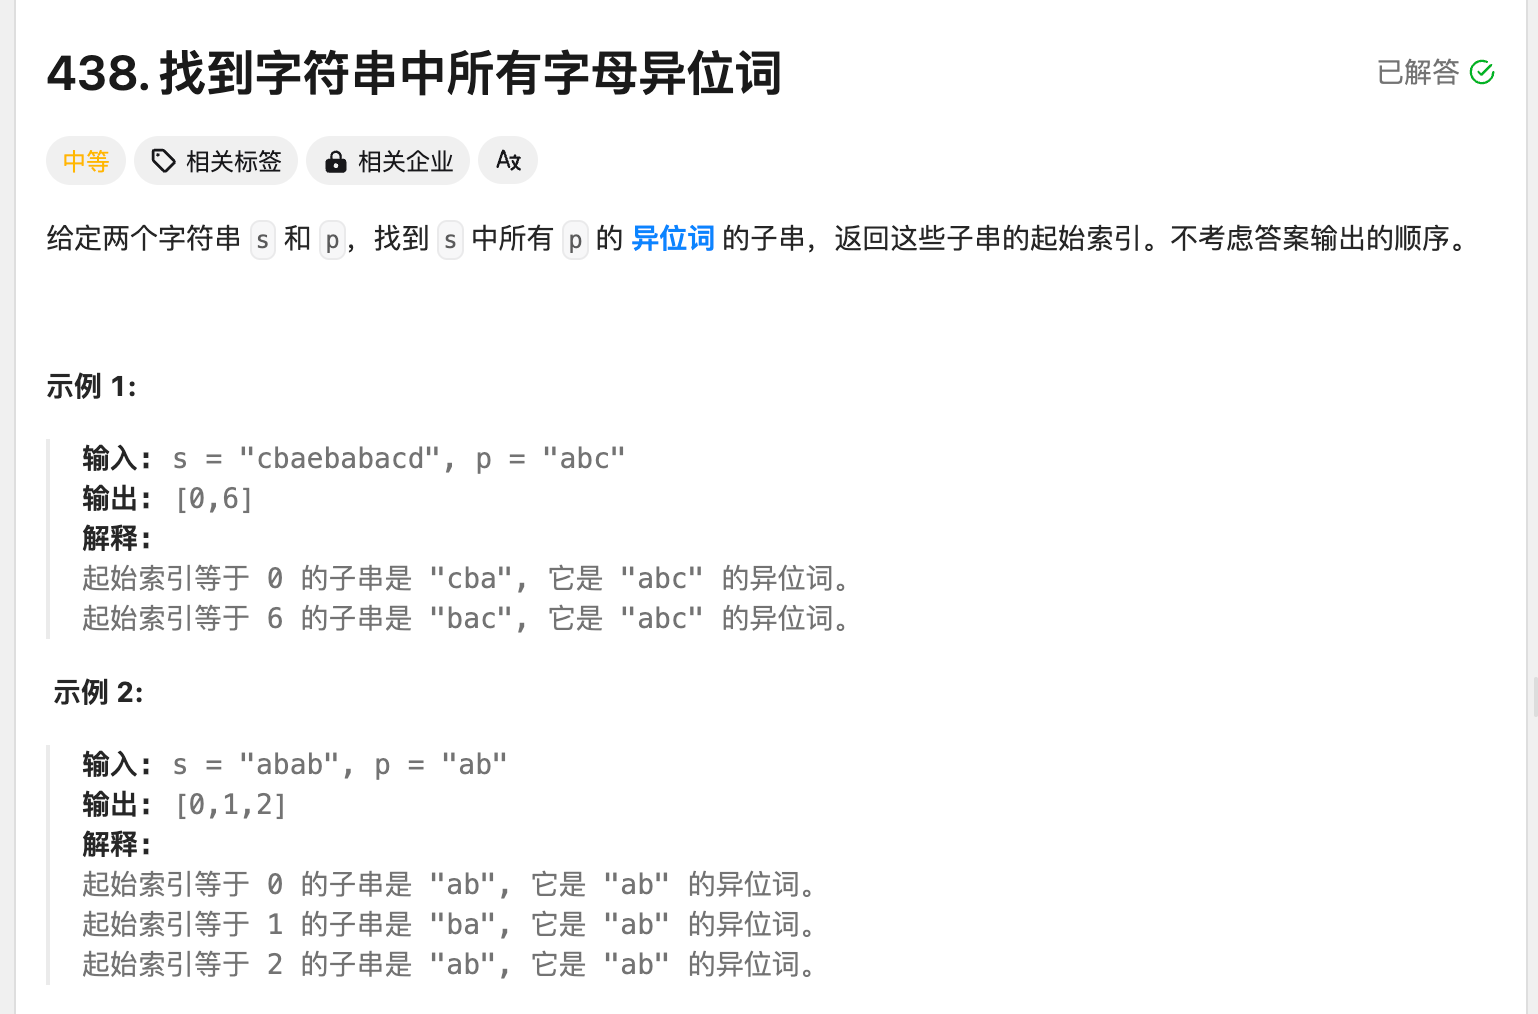 438. 找到字符串中所有字母异位词
已解答
中等 相关标签 相关企业 A文
给定两个字符串 s 和 p，找到 s 中所有 p 的 异位词 的子串，返回这些子串的起始索引。不考虑答案输出的顺序。
示例 1:
输入: s = "cbaebabacd", p = "abc"
输出: [0,6]
解释:
起始索引等于 0 的子串是 "cba", 它是 "abc" 的异位词。
起始索引等于 6 的子串是 "bac", 它是 "abc" 的异位词。
示例 2:
输入: s = "abab", p = "ab"
输出: [0,1,2]
解释:
起始索引等于 0 的子串是 "ab", 它是 "ab" 的异位词。
起始索引等于 1 的子串是 "ba", 它是 "ab" 的异位词。
起始索引等于 2 的子串是 "ab", 它是 "ab" 的异位词。